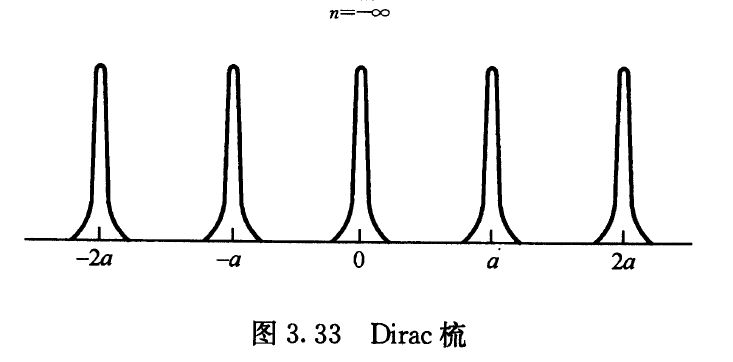 n=−∞
−2a −a 0 a 2a
图 3.33 Dirac 梳